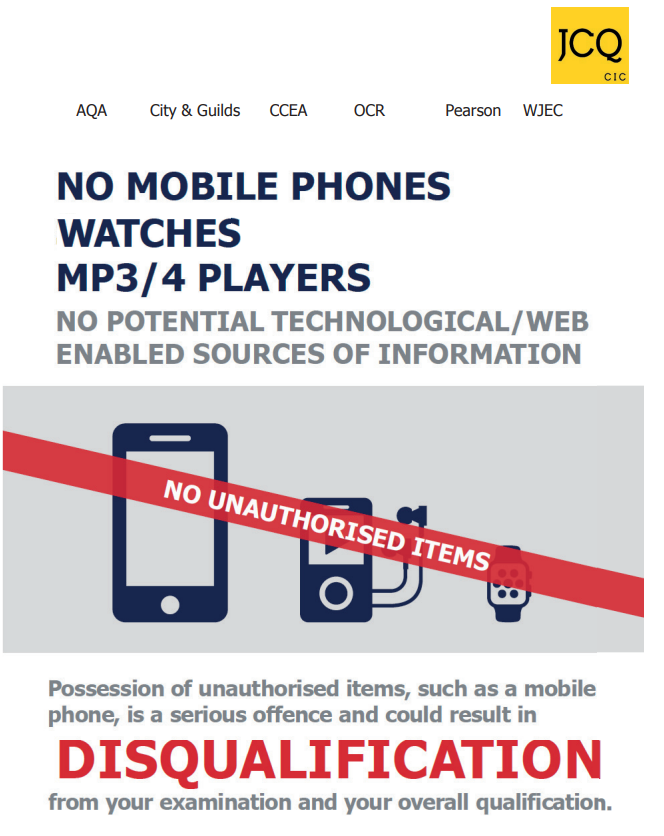 JCQ
CIC
AQA City & Guilds CCEA OCR Pearson WJEC
NO MOBILE PHONES
WATCHES
MP3/4 PLAYERS
NO POTENTIAL TECHNOLOGICAL/WEB
ENABLED SOURCES OF INFORMATION
NO UNAUTHORISED ITEMS
Possession of unauthorised items, such as a mobile
phone, is a serious offence and could result in
DISQUALIFICATION
from your examination and your overall qualification.